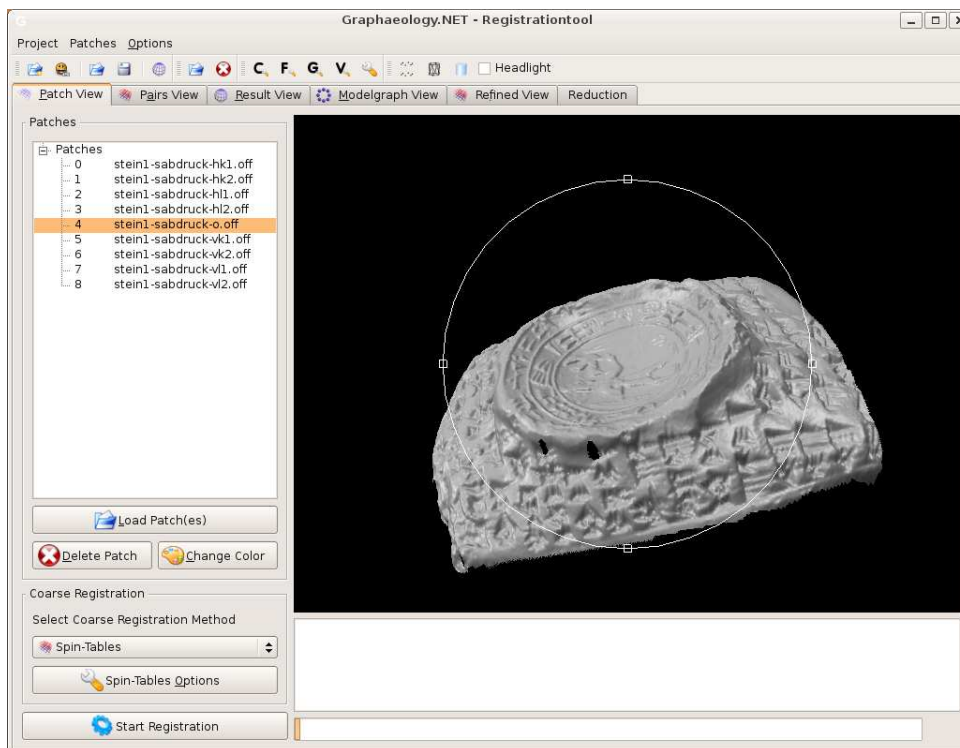 Graphaeology.NET - Registrationtool
Project Patches Options
C F G V Headlight
Patch View Pairs View Result View Modelgraph View Refined View Reduction
Patches
Patches
0 stein1-sabdruck-hk1.off
1 stein1-sabdruck-hk2.off
2 stein1-sabdruck-hl1.off
3 stein1-sabdruck-hl2.off
4 stein1-sabdruck-o.off
5 stein1-sabdruck-vk1.off
6 stein1-sabdruck-vk2.off
7 stein1-sabdruck-vl1.off
8 stein1-sabdruck-vl2.off
Load Patch(es)
Delete Patch Change Color
Coarse Registration
Select Coarse Registration Method
Spin-Tables
Spin-Tables Options
Start Registration